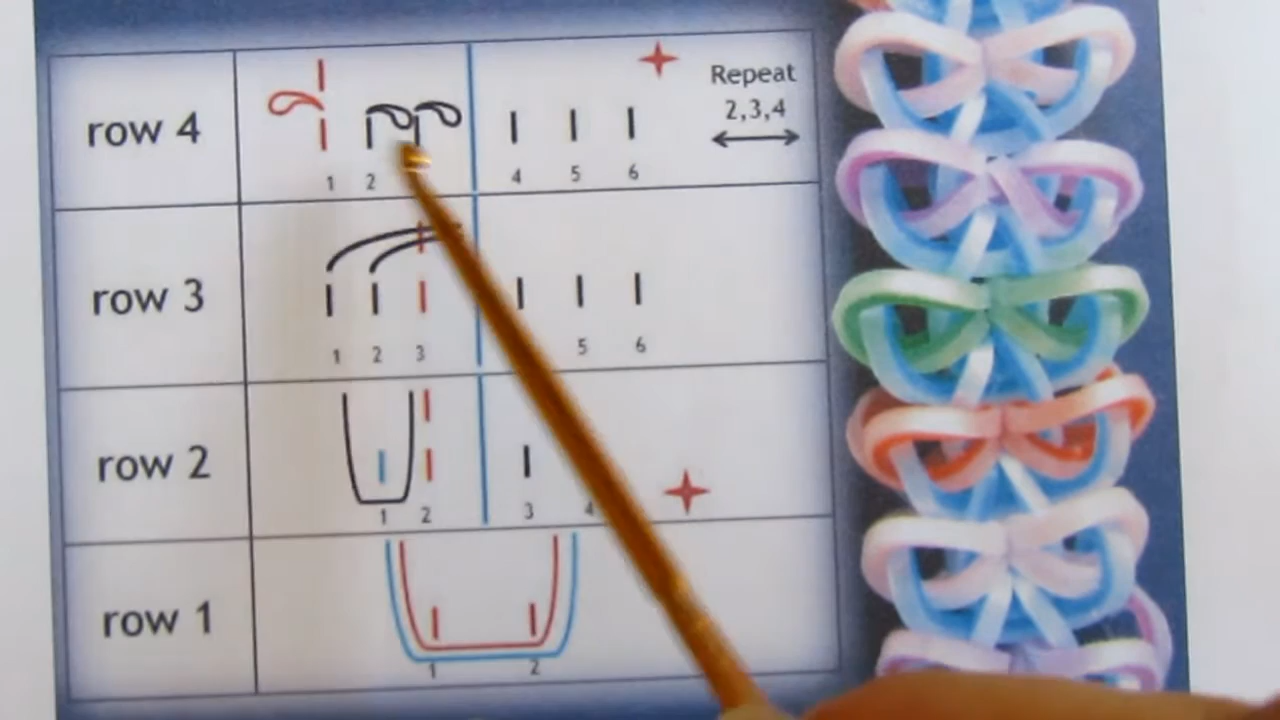 row 4
Repeat
2,3,4
1 2 4 5 6
row 3
1 2 3 5 6
row 2
1 2 3 4
row 1
1 2